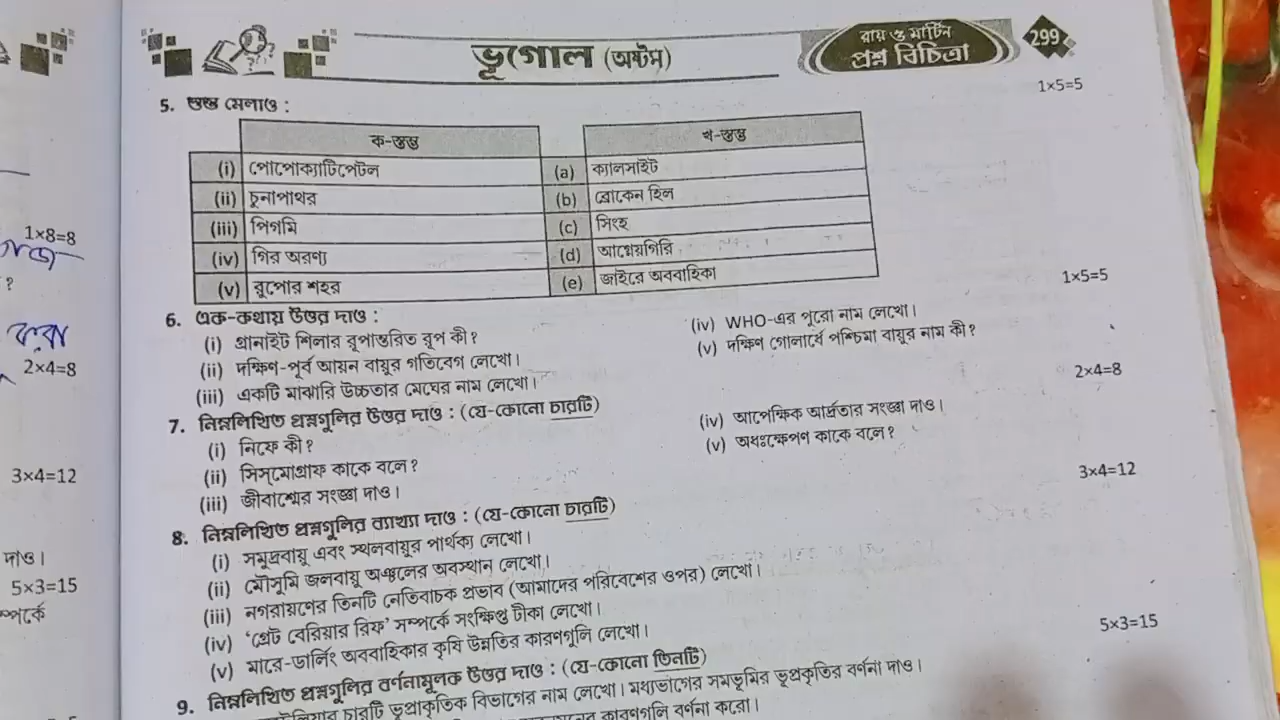 ভূগোল (অষ্টম)
রায় ও মার্টিন
প্রশ্ন বিচিত্রা
299
5. স্তম্ভ মেলাও : 1×5=5
ক-স্তম্ভ খ-স্তম্ভ
(i) পোপোক্যাটিপেটল (a) ক্যালসাইট
(ii) চুনাপাথর (b) ব্রোকেন হিল
(iii) পিগমি (c) সিংহ
(iv) গির অরণ্য (d) আগ্নেয়গিরি
(v) রুপোর শহর (e) জাইরে অববাহিকা
6. এক-কথায় উত্তর দাও : 1×5=5
(i) গ্রানাইট শিলার রূপান্তরিত রূপ কী?
(ii) দক্ষিণ-পূর্ব আয়ন বায়ুর গতিবেগ লেখো।
(iii) একটি মাঝারি উচ্চতার মেঘের নাম লেখো।
(iv) WHO-এর পুরো নাম লেখো।
(v) দক্ষিণ গোলার্ধে পশ্চিমা বায়ুর নাম কী?
7. নিম্নলিখিত প্রশ্নগুলির উত্তর দাও : (যে-কোনো চারটি) 2×4=8
(i) নিফে কী?
(ii) সিস্‌মোগ্রাফ কাকে বলে?
(iii) জীবাশ্মের সংজ্ঞা দাও।
(iv) আপেক্ষিক আর্দ্রতার সংজ্ঞা দাও।
(v) অধঃক্ষেপণ কাকে বলে?
8. নিম্নলিখিত প্রশ্নগুলির ব্যাখ্যা দাও : (যে-কোনো চারটি) 3×4=12
(i) সমুদ্রবায়ু এবং স্থলবায়ুর পার্থক্য লেখো।
(ii) মৌসুমি জলবায়ু অঞ্চলের অবস্থান লেখো।
(iii) নগরায়ণের তিনটি নেতিবাচক প্রভাব (আমাদের পরিবেশের ওপর) লেখো।
(iv) ‘গ্রেট বেরিয়ার রিফ’ সম্পর্কে সংক্ষিপ্ত টীকা লেখো।
(v) মারে-ডার্লিং অববাহিকার কৃষি উন্নতির কারণগুলি লেখো।
9. নিম্নলিখিত প্রশ্নগুলির বর্ণনামূলক উত্তর দাও : (যে-কোনো তিনটি) 5×3=15
চারটি ভূপ্রাকৃতিক বিভাগের নাম লেখো। মধ্যভাগের সমভূমির ভূপ্রকৃতির বর্ণনা দাও।
কারণগুলি বর্ণনা করো।
1×8=8
?
2×4=8
3×4=12
দাও।
5×3=15